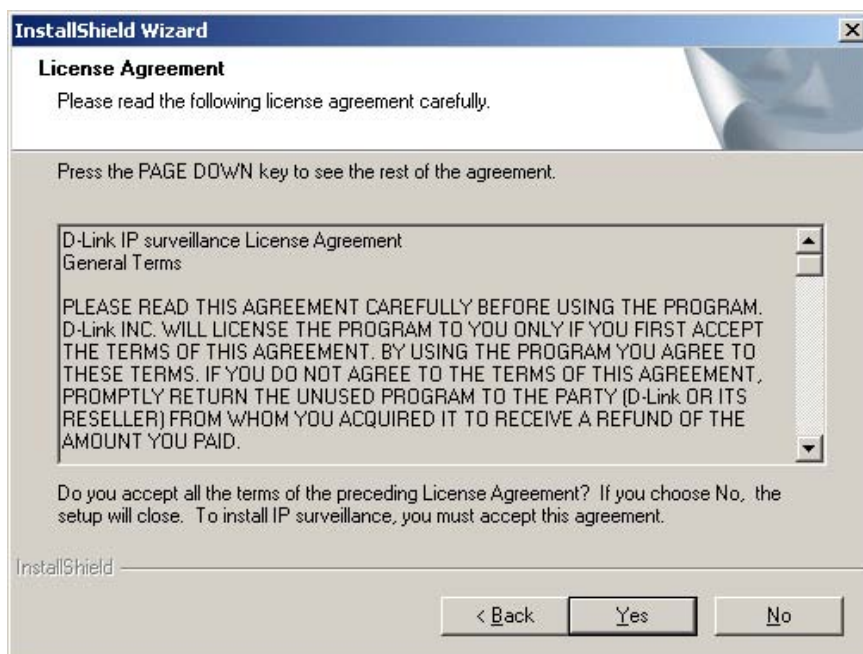 InstallShield Wizard
License Agreement
Please read the following license agreement carefully.
Press the PAGE DOWN key to see the rest of the agreement.
D-Link IP surveillance License Agreement
General Terms
PLEASE READ THIS AGREEMENT CAREFULLY BEFORE USING THE PROGRAM.
D-Link INC. WILL LICENSE THE PROGRAM TO YOU ONLY IF YOU FIRST ACCEPT
THE TERMS OF THIS AGREEMENT. BY USING THE PROGRAM YOU AGREE TO
THESE TERMS. IF YOU DO NOT AGREE TO THE TERMS OF THIS AGREEMENT,
PROMPTLY RETURN THE UNUSED PROGRAM TO THE PARTY (D-Link OR ITS
RESELLER) FROM WHOM YOU ACQUIRED IT TO RECEIVE A REFUND OF THE
AMOUNT YOU PAID.
Do you accept all the terms of the preceding License Agreement? If you choose No, the
setup will close. To install IP surveillance, you must accept this agreement.
InstallShield
< Back Yes No